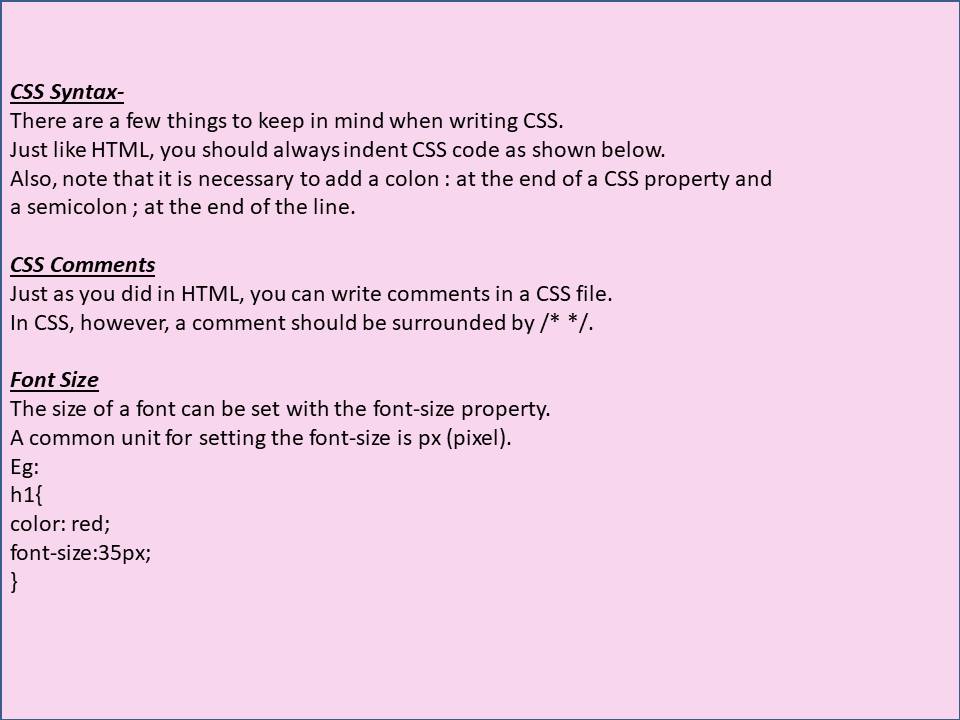 CSS Syntax-
There are a few things to keep in mind when writing CSS.
Just like HTML, you should always indent CSS code as shown below.
Also, note that it is necessary to add a colon : at the end of a CSS property and
a semicolon ; at the end of the line.
CSS Comments
Just as you did in HTML, you can write comments in a CSS file.
In CSS, however, a comment should be surrounded by /* */.
Font Size
The size of a font can be set with the font-size property.
A common unit for setting the font-size is px (pixel).
Eg:
h1{
color: red;
font-size:35px;
}